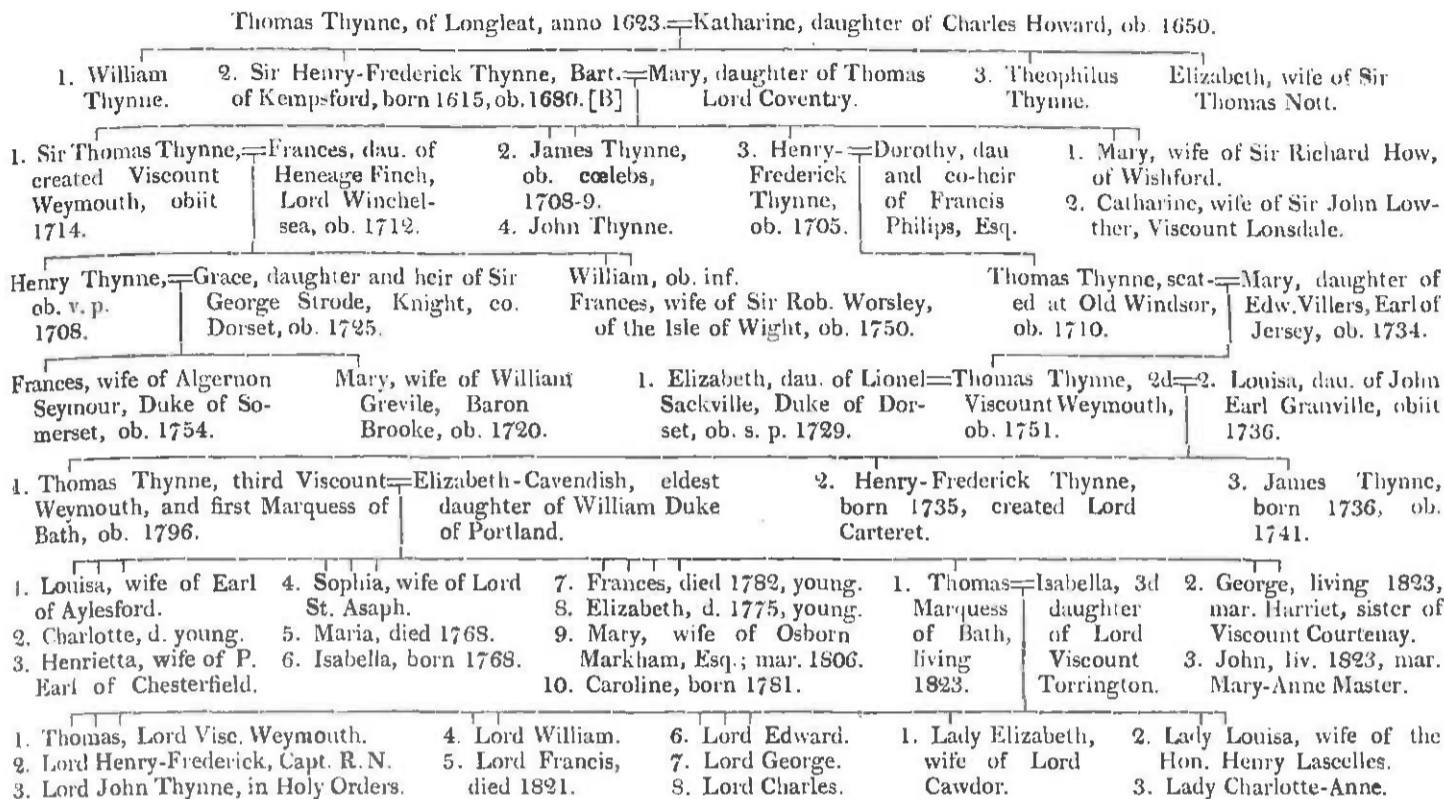 Thomas Thynne, of Longleat, anno 1623.=Katharine, daughter of Charles Howard, ob. 1650.
1. William
Thynne.
2. Sir Henry-Frederick Thynne, Bart.=Mary, daughter of Thomas
of Kempsford, born 1615, ob. 1680. [B] Lord Coventry.
3. Theophilus
Thynne.
Elizabeth, wife of Sir
Thomas Nott.
1. Sir Thomas Thynne,=
created Viscount
Weymouth, obiit
1714.
Frances, dau. of
Heneage Finch,
Lord Winchel-
sea, ob. 1712.
2. James Thynne,
ob. cœlebs,
1708-9.
4. John Thynne.
3. Henry-=
Frederick
Thynne,
ob. 1705.
Dorothy, dau
and co-heir
of Francis
Philips, Esq.
1. Mary, wife of Sir Richard How,
of Wishford.
2. Catharine, wife of Sir John Low-
ther, Viscount Lonsdale.
Henry Thynne,=
ob. v. p.
1708.
Grace, daughter and heir of Sir
George Strode, Knight, co.
Dorset, ob. 1725.
William, ob. inf.
Frances, wife of Sir Rob. Worsley,
of the Isle of Wight, ob. 1750.
Thomas Thynne, seat-=
ed at Old Windsor,
ob. 1710.
Mary, daughter of
Edw. Villers, Earl of
Jersey, ob. 1734.
Frances, wife of Algernon
Seymour, Duke of So-
merset, ob. 1754.
Mary, wife of William
Grevile, Baron
Brooke, ob. 1720.
1. Elizabeth, dau. of Lionel=
Sackville, Duke of Dor-
set, ob. s. p. 1729.
Thomas Thynne, 2d=
Viscount Weymouth,
ob. 1751.
2. Louisa, dau. of John
Earl Granville, obiit
1736.
1. Thomas Thynne, third Viscount=
Weymouth, and first Marquess of
Bath, ob. 1796.
Elizabeth-Cavendish, eldest
daughter of William Duke
of Portland.
2. Henry-Frederick Thynne,
born 1735, created Lord
Carteret.
3. James Thynne,
born 1736, ob.
1741.
1. Louisa, wife of Earl
of Aylesford.
2. Charlotte, d. young.
3. Henrietta, wife of P.
Earl of Chesterfield.
4. Sophia, wife of Lord
St. Asaph.
5. Maria, died 1768.
6. Isabella, born 1768.
7. Frances, died 1782, young.
8. Elizabeth, d. 1775, young.
9. Mary, wife of Osborn
Markham, Esq.; mar. 1806.
10. Caroline, born 1781.
1. Thomas=
Marquess
of Bath,
living
1823.
Isabella, 3d
daughter
of Lord
Viscount
Torrington.
2. George, living 1823,
mar. Harriet, sister of
Viscount Courtenay.
3. John, liv. 1823, mar.
Mary-Anne Master.
1. Thomas, Lord Visc. Weymouth.
2. Lord Henry-Frederick, Capt. R. N.
3. Lord John Thynne, in Holy Orders.
4. Lord William.
5. Lord Francis,
died 1821.
6. Lord Edward.
7. Lord George.
8. Lord Charles.
1. Lady Elizabeth,
wife of Lord
Cawdor.
2. Lady Louisa, wife of the
Hon. Henry Lascelles.
3. Lady Charlotte-Anne.